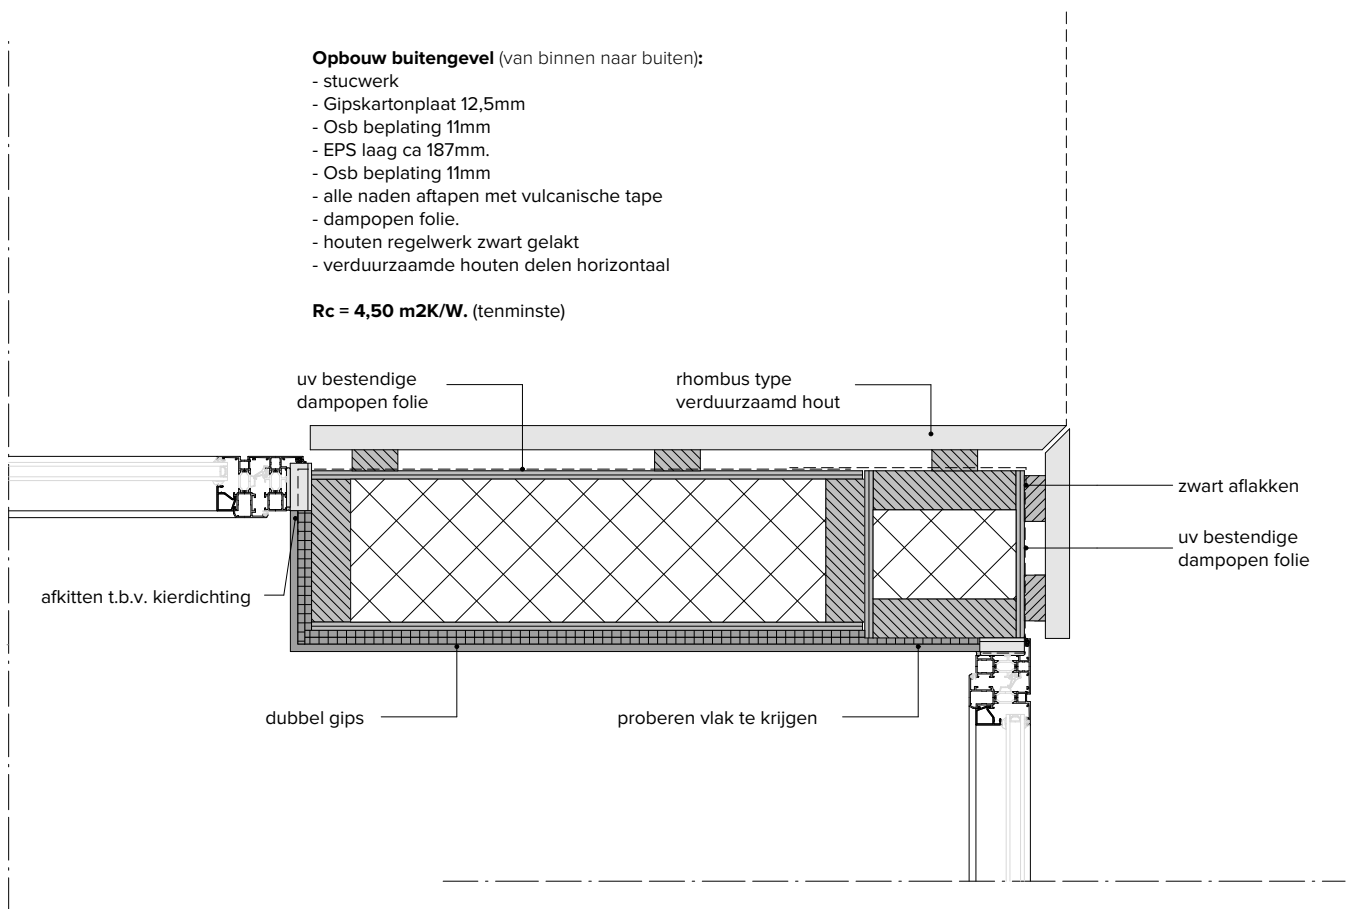 Opbouw buitengevel (van binnen naar buiten):
- stucwerk
- Gipskartonplaat 12,5mm
- Osb beplating 11mm
- EPS laag ca 187mm.
- Osb beplating 11mm
- alle naden aftapen met vulcanische tape
- dampopen folie.
- houten regelwerk zwart gelakt
- verduurzaamde houten delen horizontaal
Rc = 4,50 m2K/W. (tenminste)
uv bestendige
dampopen folie
rhombus type
verduurzaamd hout
zwart aflakken
uv bestendige
dampopen folie
afkitten t.b.v. kierdichting
dubbel gips
proberen vlak te krijgen